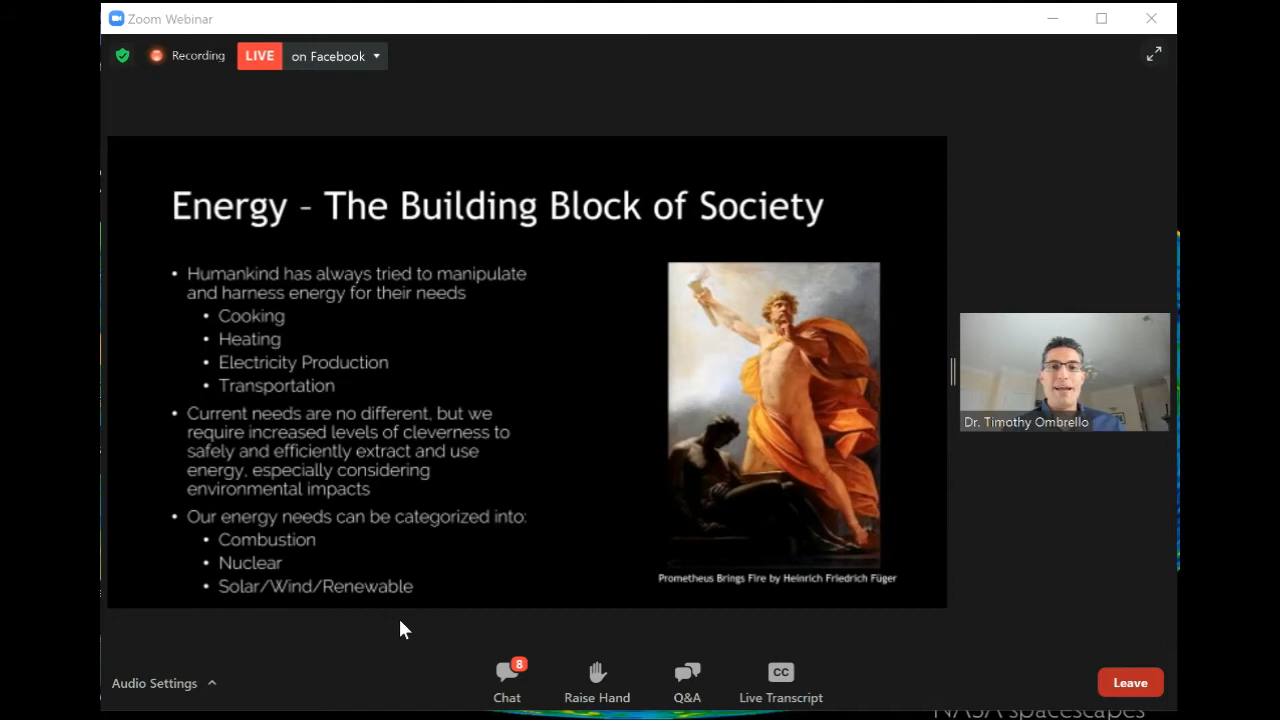 Zoom Webinar
Recording
LIVE
on Facebook
Energy – The Building Block of Society
• Humankind has always tried to manipulate
and harness energy for their needs
• Cooking
• Heating
• Electricity Production
• Transportation
• Current needs are no different, but we
require increased levels of cleverness to
safely and efficiently extract and use
energy, especially considering
environmental impacts
• Our energy needs can be categorized into:
• Combustion
• Nuclear
• Solar/Wind/Renewable
Prometheus Brings Fire by Heinrich Friedrich Füger
Dr. Timothy Ombrello
Audio Settings
8
Chat
Raise Hand
Q&A
CC
Live Transcript
Leave
NASA spacescapes